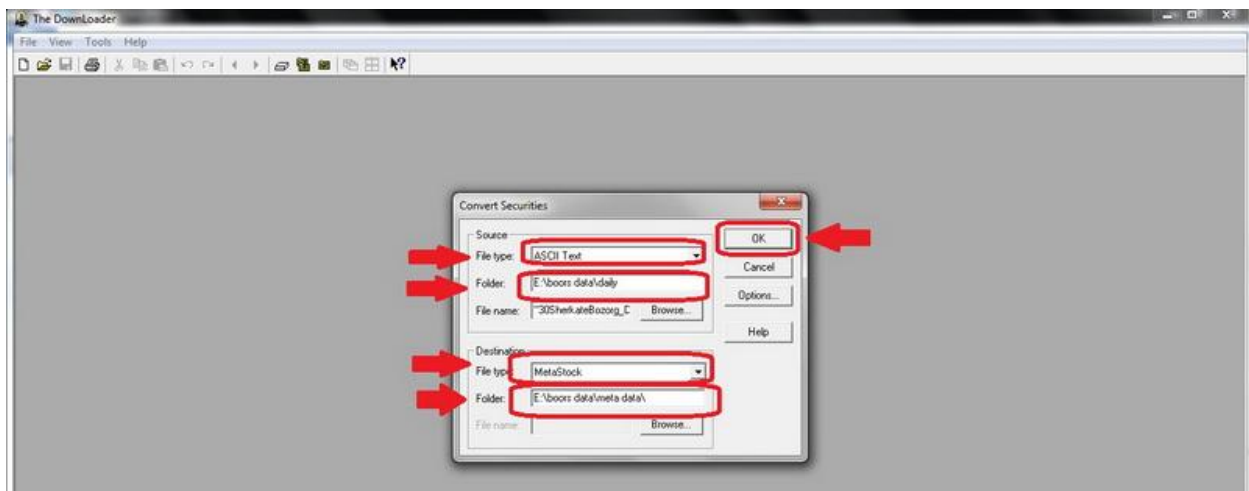 The DownLoader
File View Tools Help
Convert Securities
Source
File type: ASCII Text
Folder: E:\boors data\daily
File name: "30SherkateBozorg_D Browse...
Destination
File type: MetaStock
Folder: E:\boors data\meta data\
File name: Browse...
OK
Cancel
Options...
Help